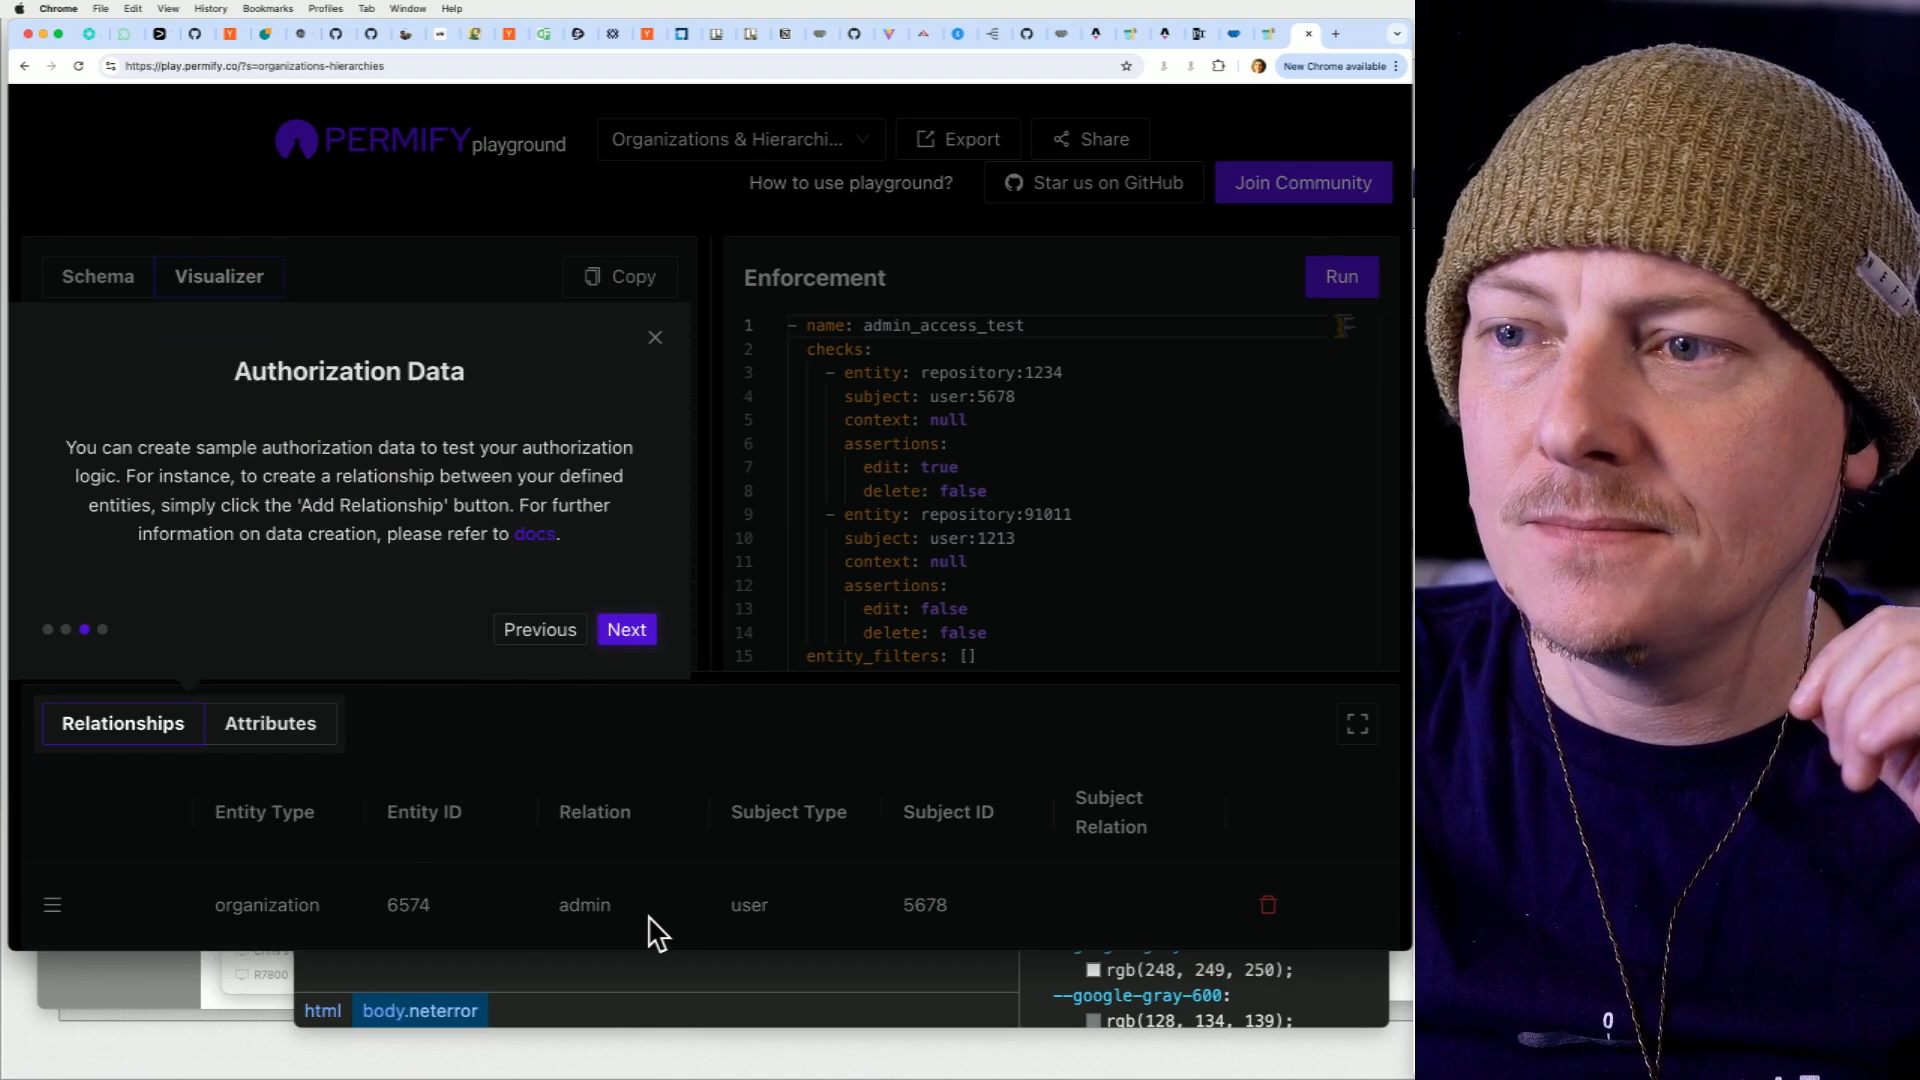 Chrome File Edit View History Bookmarks Profiles Tab Window Help
https://play.permify.co/?s=organizations-hierarchies
New Chrome available
PERMIFY playground
Organizations & Hierarchi...
Export
Share
How to use playground?
Star us on GitHub
Join Community
Schema
Visualizer
Copy
Authorization Data
You can create sample authorization data to test your authorization
logic. For instance, to create a relationship between your defined
entities, simply click the 'Add Relationship' button. For further
information on data creation, please refer to docs.
Previous
Next
Enforcement
Run
1 - name: admin_access_test
2 checks:
3 - entity: repository:1234
4 subject: user:5678
5 context: null
6 assertions:
7 edit: true
8 delete: false
9 - entity: repository:91011
10 subject: user:1213
11 context: null
12 assertions:
13 edit: false
14 delete: false
15 entity_filters: []
Relationships
Attributes
Entity Type Entity ID Relation Subject Type Subject ID Subject
Relation
organization 6574 admin user 5678
R7800
html body.neterror
rgb(248, 249, 250);
--google-gray-600:
rgb(128, 134, 139);
NEFF